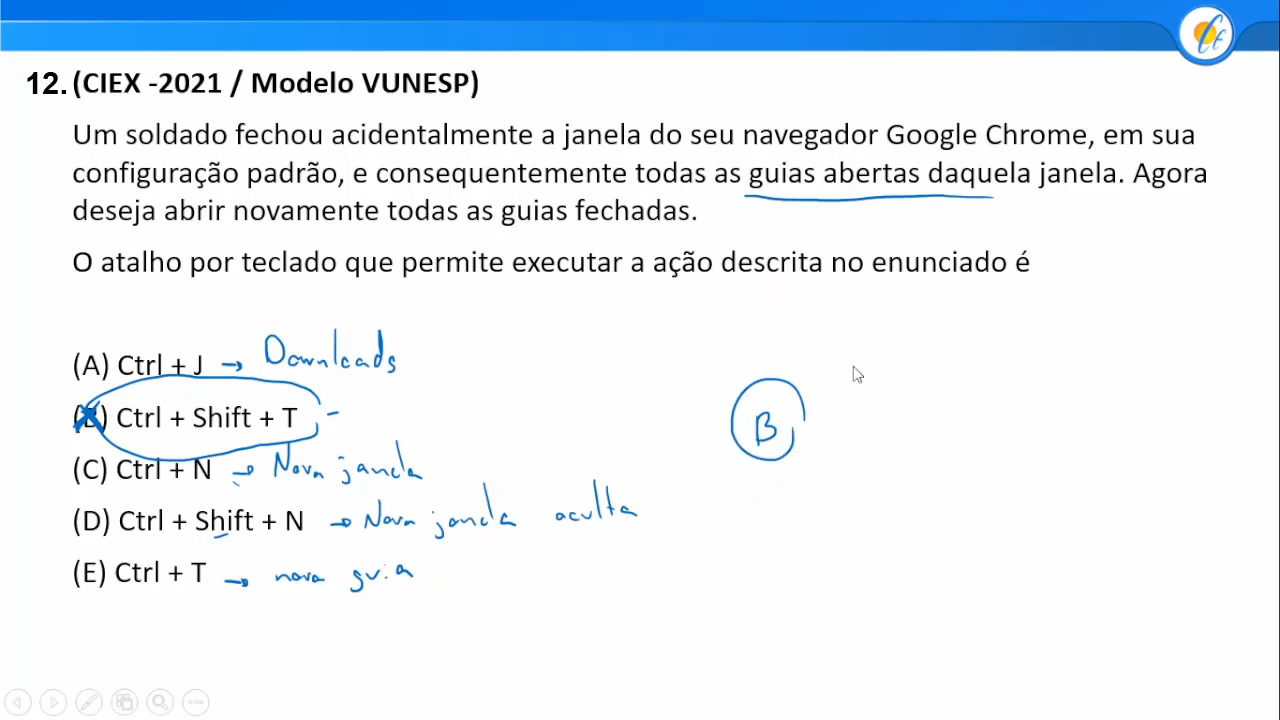 12. (CIEX -2021 / Modelo VUNESP)
Um soldado fechou acidentalmente a janela do seu navegador Google Chrome, em sua
configuração padrão, e consequentemente todas as guias abertas daquela janela. Agora
deseja abrir novamente todas as guias fechadas.
O atalho por teclado que permite executar a ação descrita no enunciado é
(A) Ctrl + J → Downloads
(B) Ctrl + Shift + T -
B
(C) Ctrl + N → Nova janela
(D) Ctrl + Shift + N → Nova janela oculta
(E) Ctrl + T → nova guia